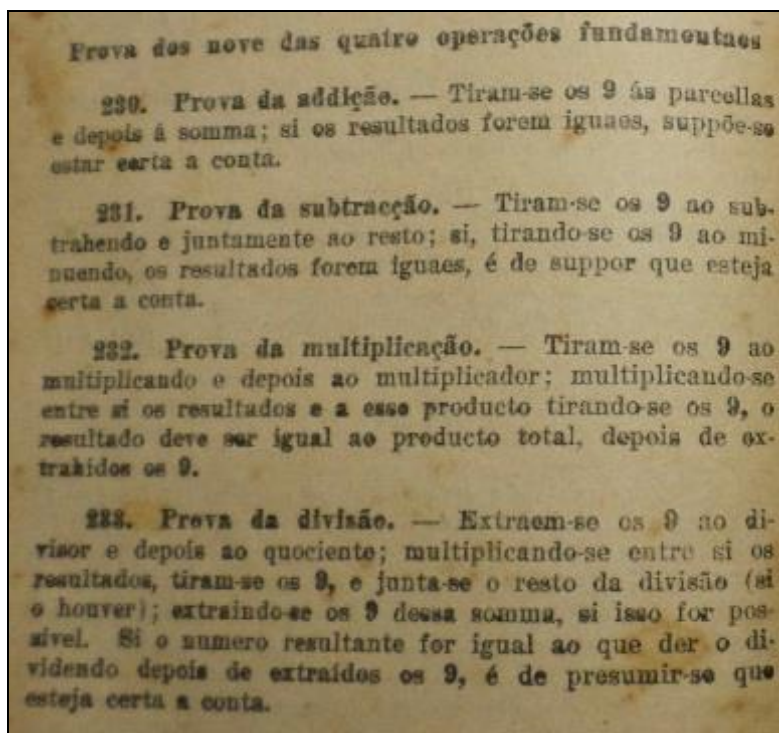 Prova dos nove das quatro operações fundamentaes
230. Prova da addição. — Tiram-se os 9 ás parcellas
e depois á somma; si os resultados forem iguaes, suppõe-se
estar certa a conta.
231. Prova da subtracção. — Tiram-se os 9 ao sub-
trahendo e juntamente ao resto; si, tirando-se os 9 ao mi-
nuendo, os resultados forem iguaes, é de suppor que esteja
certa a conta.
232. Prova da multiplicação. — Tiram-se os 9 ao
multiplicando e depois ao multiplicador; multiplicando-se
entre si os resultados e a esse producto tirando-se os 9, o
resultado deve ser igual ao producto total, depois de ex-
trahidos os 9.
233. Prova da divisão. — Extraem-se os 9 ao di-
visor e depois ao quociente; multiplicando-se entre si os
resultados, tiram-se os 9, e junta-se o resto da divisão (si
o houver); extraindo-se os 9 dessa somma, si isso for pos-
sivel. Si o numero resultante for igual ao que der o di-
videndo depois de extraídos os 9, é de presumir-se que
esteja certa a conta.